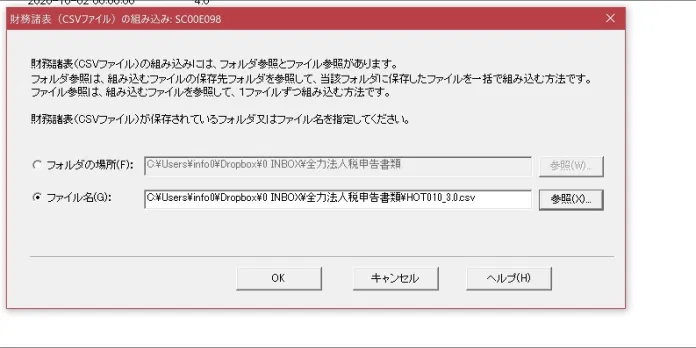 2020-10-02 00:00:00 4.0
財務諸表（CSVファイル）の組み込み: SC00E098
財務諸表(CSVファイル)の組み込みには、フォルダ参照とファイル参照があります。
フォルダ参照は、組み込むファイルの保存先フォルダを参照して、当該フォルダに保存したファイルを一括で組み込む方法です。
ファイル参照は、組み込むファイルを参照して、1ファイルずつ組み込む方法です。
財務諸表(CSVファイル)が保存されているフォルダ又はファイル名を指定してください。
フォルダの場所(F): C:¥Users¥info0¥Dropbox¥0 INBOX¥全力法人税申告書類 参照(W)...
ファイル名(G): C:¥Users¥info0¥Dropbox¥0 INBOX¥全力法人税申告書類¥HOT010_3.0.csv 参照(X)...
OK キャンセル ヘルプ(H)